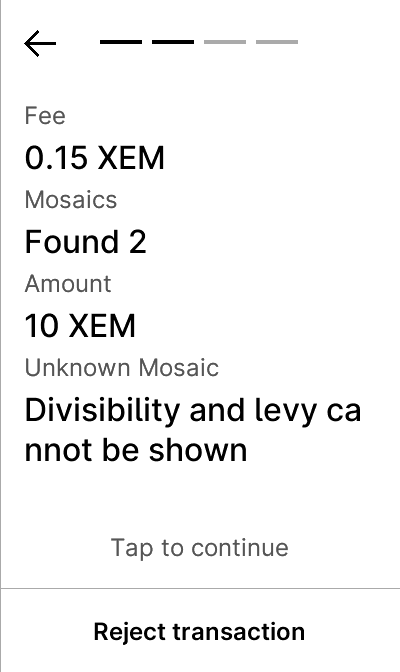 Fee
0.15 XEM
Mosaics
Found 2
Amount
10 XEM
Unknown Mosaic
Divisibility and levy ca
nnot be shown
Tap to continue
Reject transaction